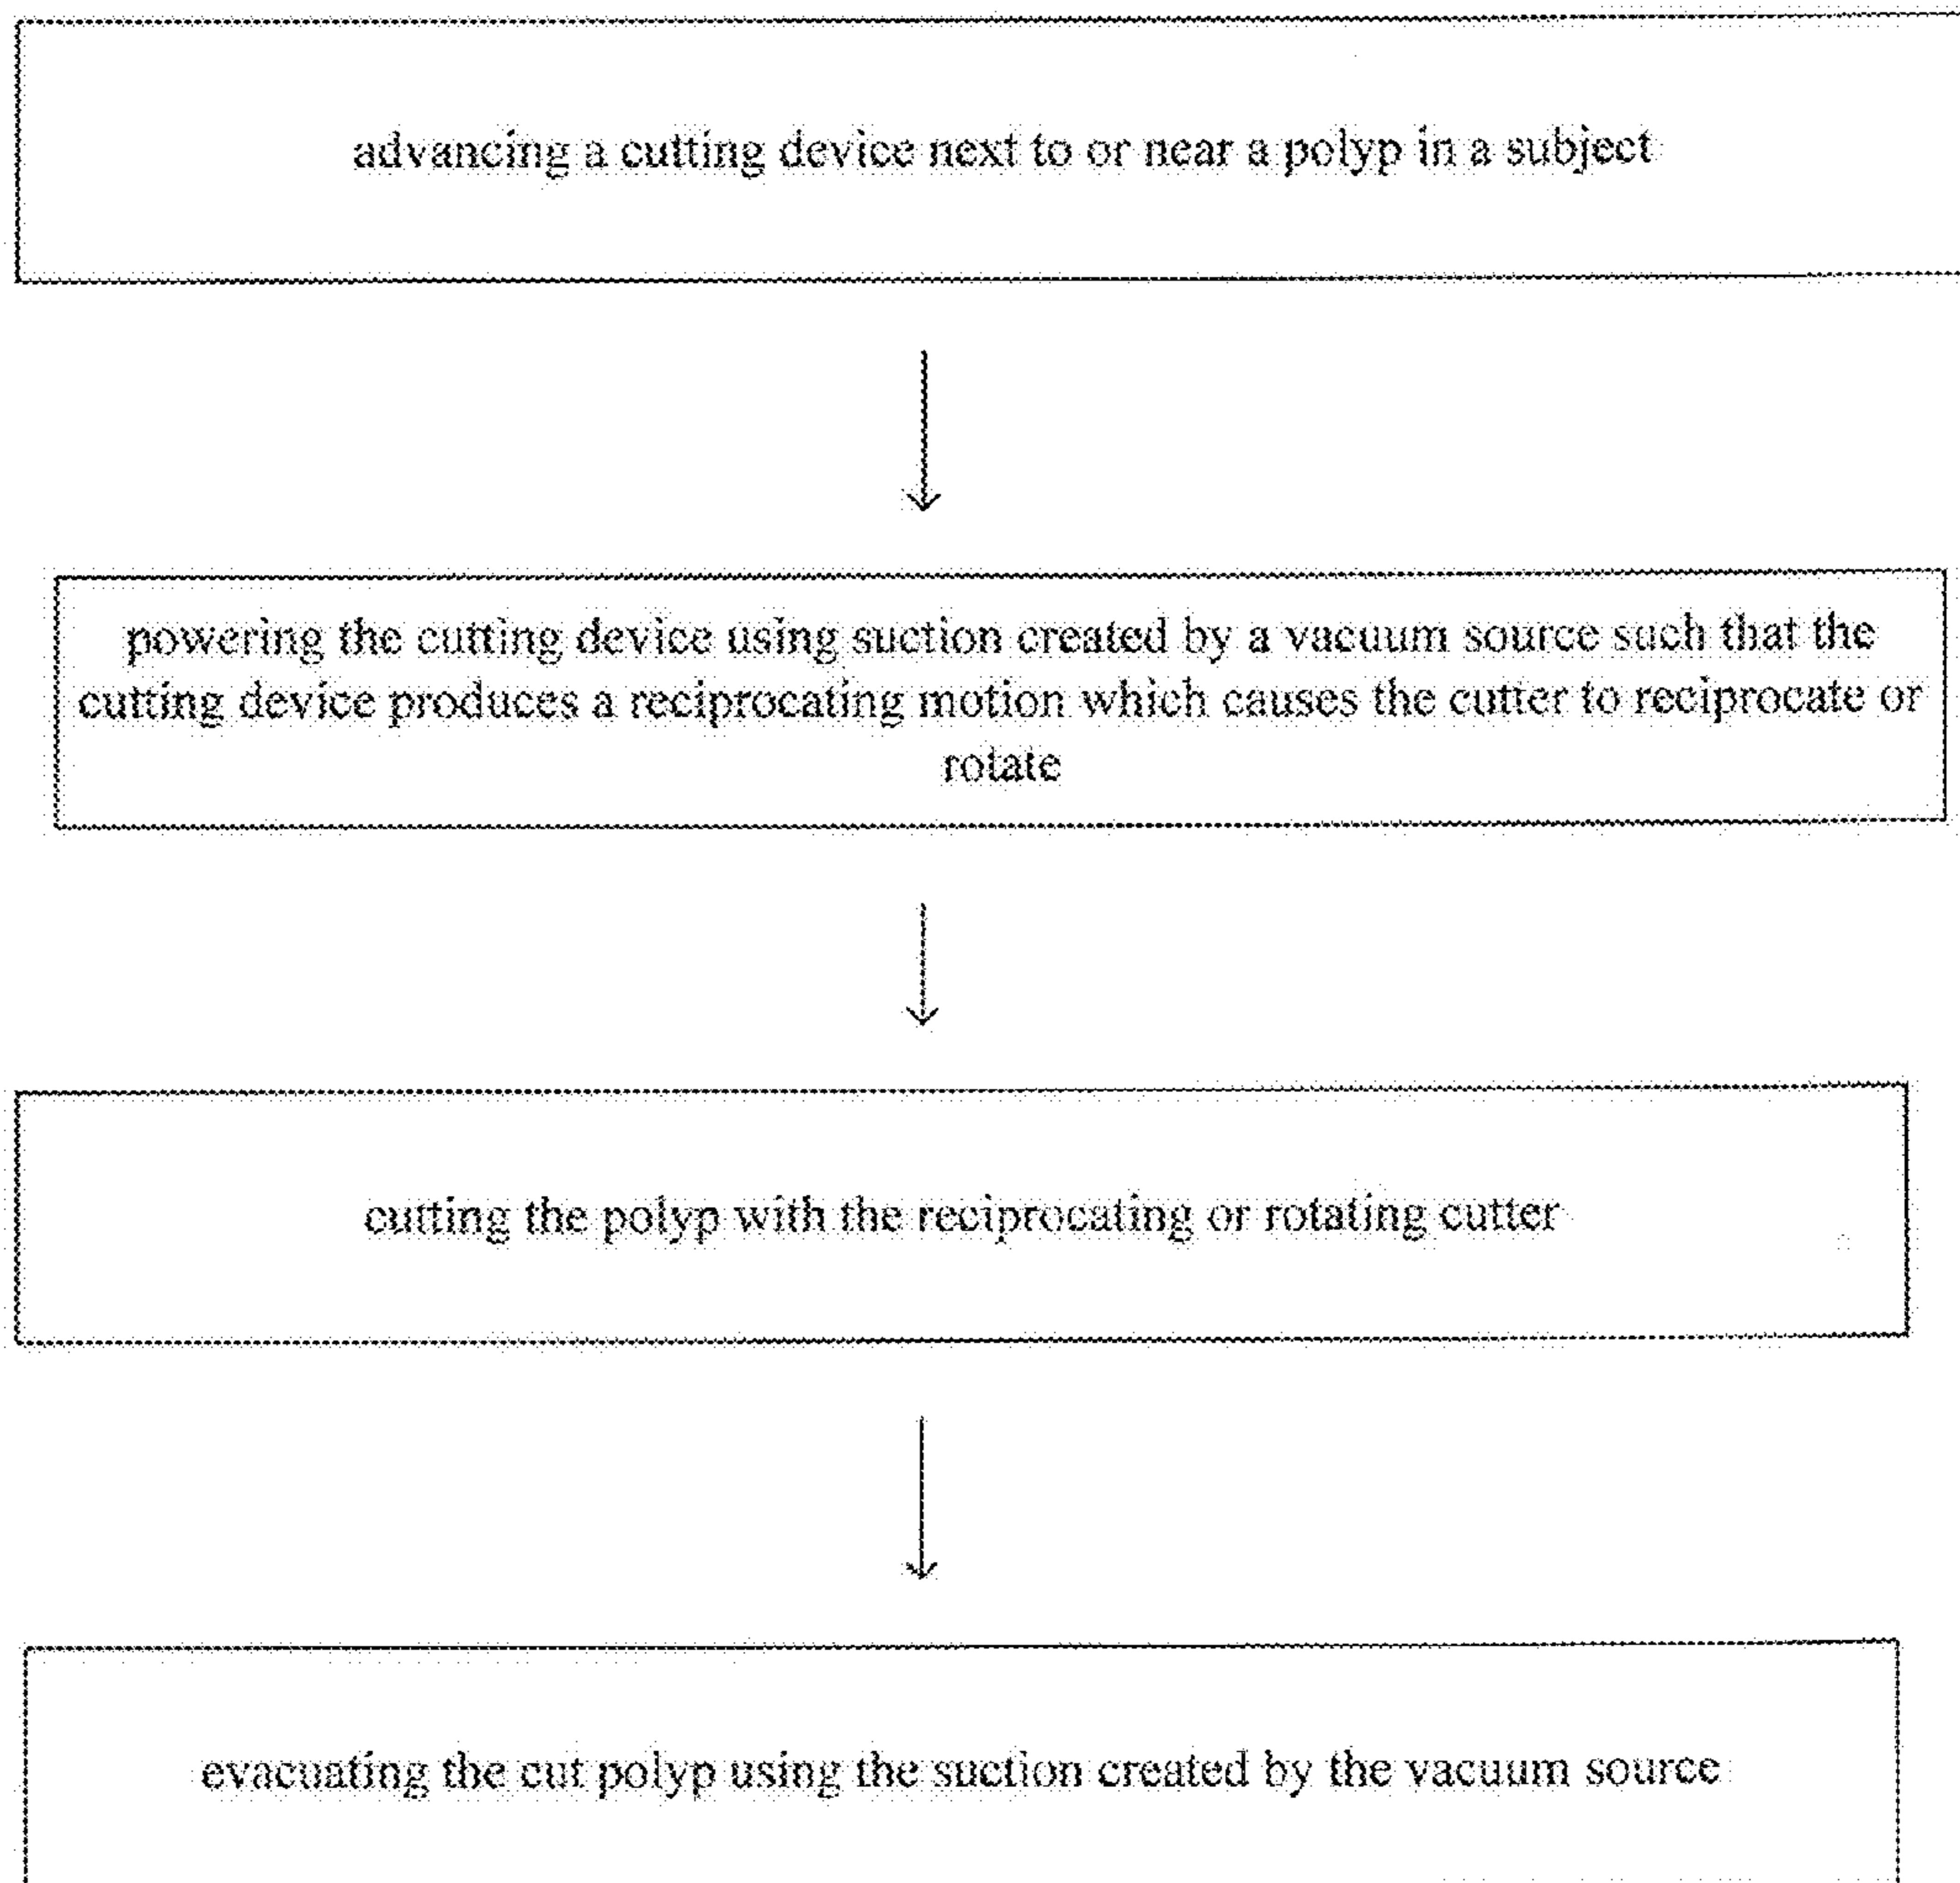 advancing a cutting device next to or near a polyp in a subject
powering the cutting device using suction created by a vacuum source such that the
cutting device produces a reciprocating motion which causes the cutter to reciprocate or
rotate
cutting the polyp with the reciprocating or rotating cutter
evacuating the cut polyp using the suction created by the vacuum source